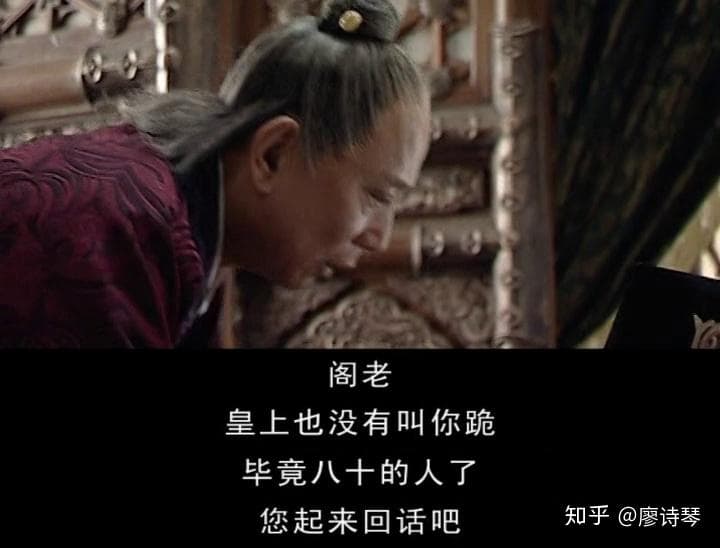 阁老
皇上也没有叫你跪
毕竟八十的人了
您起来回话吧
知乎 @廖诗琴